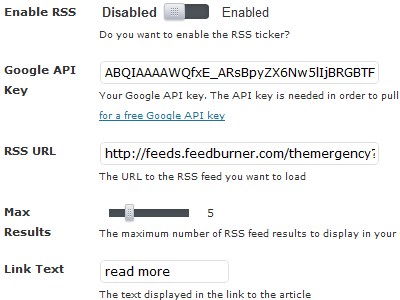 Enable RSS Disabled Enabled
Do you want to enable the RSS ticker?
Google API Key ABQIAAAAWQfxE_ARsBpyZX6Nw5lIjBRGBTF
Your Google API key. The API key is needed in order to pull
for a free Google API key
RSS URL http://feeds.feedburner.com/themergency?
The URL to the RSS feed you want to load
Max Results 5
The maximum number of RSS feed results to display in your
Link Text read more
The text displayed in the link to the article